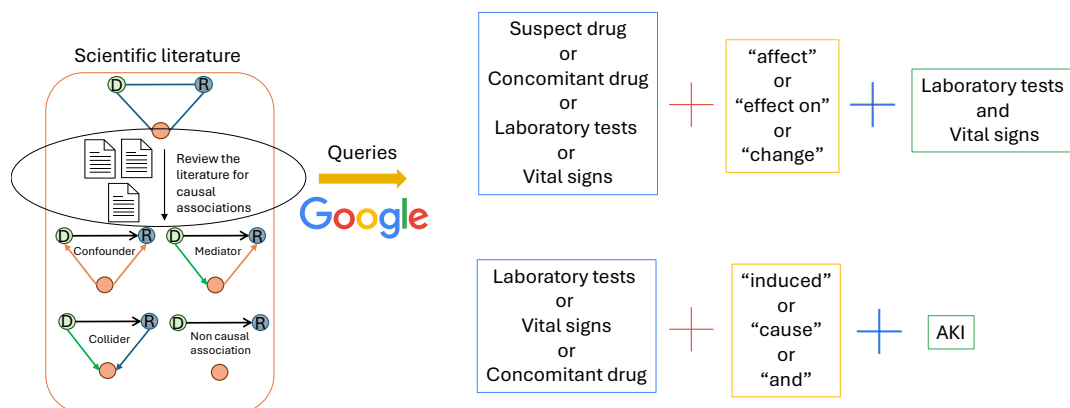 Scientific literature
D
R
Review the
literature for
causal
associations
D
R
Confounder
D
R
Mediator
D
R
Collider
D
R
Non causal
association
Queries
Google
Suspect drug
or
Concomitant drug
or
Laboratory tests
or
Vital signs
“affect”
or
“effect on”
or
“change”
Laboratory tests
and
Vital signs
Laboratory tests
or
Vital signs
or
Concomitant drug
“induced”
or
“cause”
or
“and”
AKI